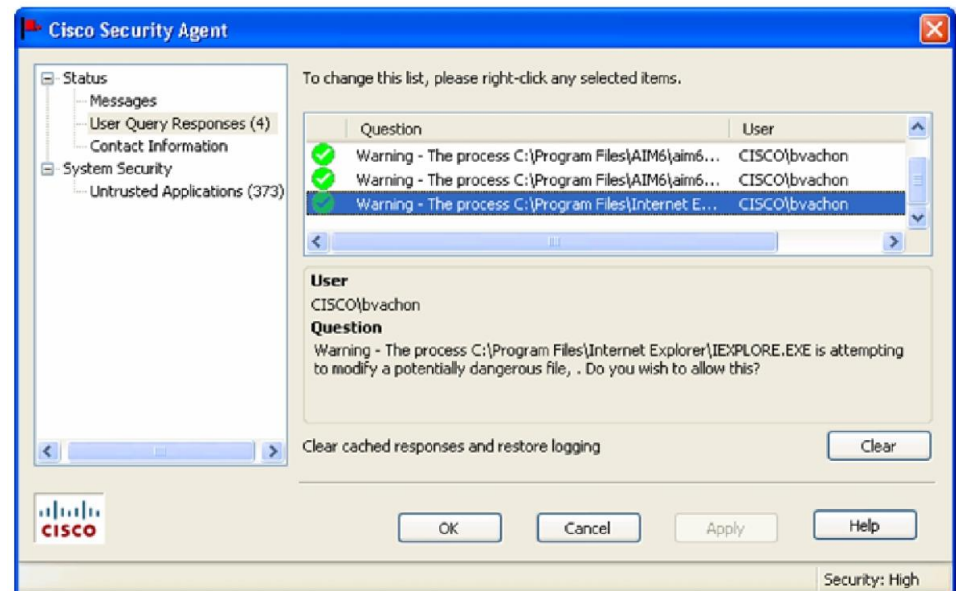 Cisco Security Agent
Status
Messages
User Query Responses (4)
Contact Information
System Security
Untrusted Applications (373)
To change this list, please right-click any selected items.
Question User
Warning - The process C:\Program Files\AIM6\aim6... CISCO\bvachon
Warning - The process C:\Program Files\AIM6\aim6... CISCO\bvachon
Warning - The process C:\Program Files\Internet E... CISCO\bvachon
User
CISCO\bvachon
Question
Warning - The process C:\Program Files\Internet Explorer\IEXPLORE.EXE is attempting
to modify a potentially dangerous file, . Do you wish to allow this?
Clear cached responses and restore logging Clear
CISCO
OK Cancel Apply Help
Security: High